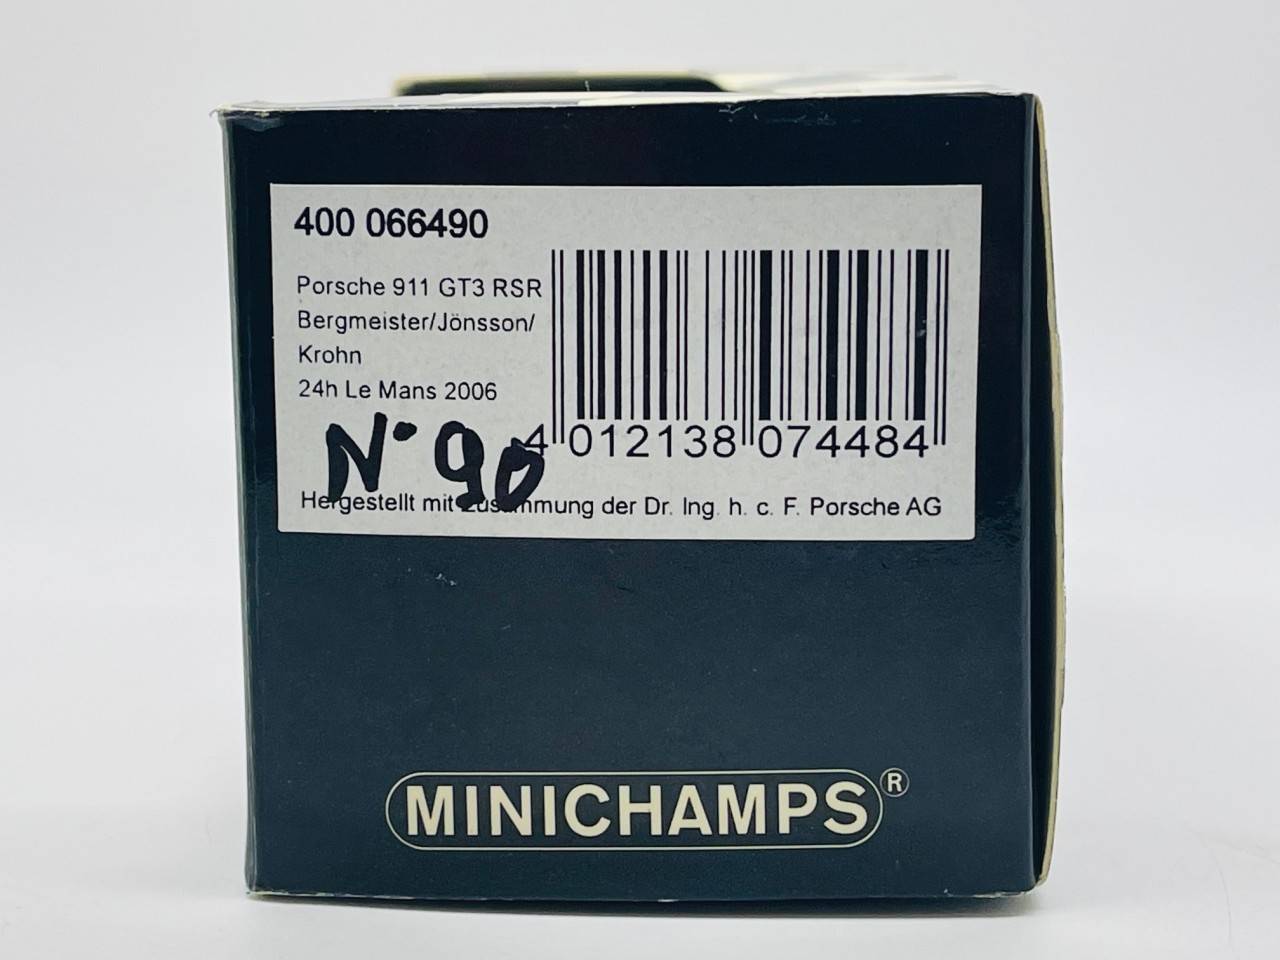 400 066490
Porsche 911 GT3 RSR
Bergmeister/Jönsson/
Krohn
24h Le Mans 2006
N° 90
4 012138 074484
Hergestellt mit Zustimmung der Dr. Ing. h. c. F. Porsche AG
MINICHAMPS®